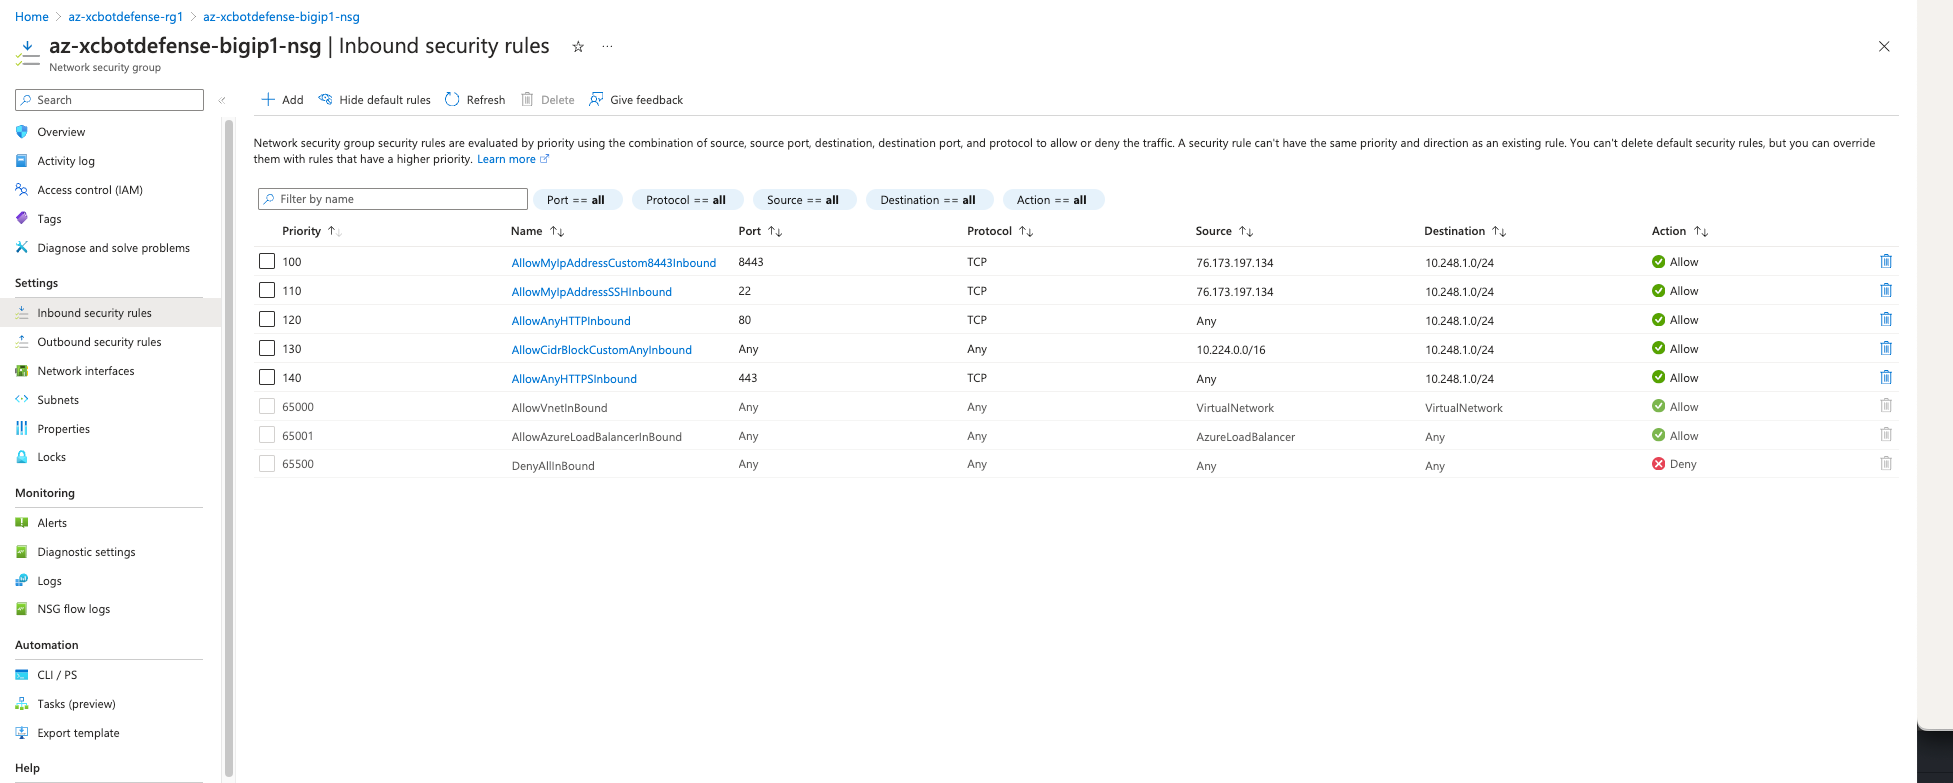 Home > az-xcbotdefense-rg1 > az-xcbotdefense-bigip1-nsg
az-xcbotdefense-bigip1-nsg | Inbound security rules
Network security group
Search
Overview
Activity log
Access control (IAM)
Tags
Diagnose and solve problems
Settings
Inbound security rules
Outbound security rules
Network interfaces
Subnets
Properties
Locks
Monitoring
Alerts
Diagnostic settings
Logs
NSG flow logs
Automation
CLI / PS
Tasks (preview)
Export template
Help
Add Hide default rules Refresh Delete Give feedback
Network security group security rules are evaluated by priority using the combination of source, source port, destination, destination port, and protocol to allow or deny the traffic. A security rule can't have the same priority and direction as an existing rule. You can't delete default security rules, but you can override
them with rules that have a higher priority. Learn more
Filter by name Port == all Protocol == all Source == all Destination == all Action == all
Priority Name Port Protocol Source Destination Action
100 AllowMyIpAddressCustom8443Inbound 8443 TCP 76.173.197.134 10.248.1.0/24 Allow
110 AllowMyIpAddressSSHInbound 22 TCP 76.173.197.134 10.248.1.0/24 Allow
120 AllowAnyHTTPInbound 80 TCP Any 10.248.1.0/24 Allow
130 AllowCidrBlockCustomAnyInbound Any Any 10.224.0.0/16 10.248.1.0/24 Allow
140 AllowAnyHTTPSInbound 443 TCP Any 10.248.1.0/24 Allow
65000 AllowVnetInBound Any Any VirtualNetwork VirtualNetwork Allow
65001 AllowAzureLoadBalancerInBound Any Any AzureLoadBalancer Any Allow
65500 DenyAllInBound Any Any Any Any Deny